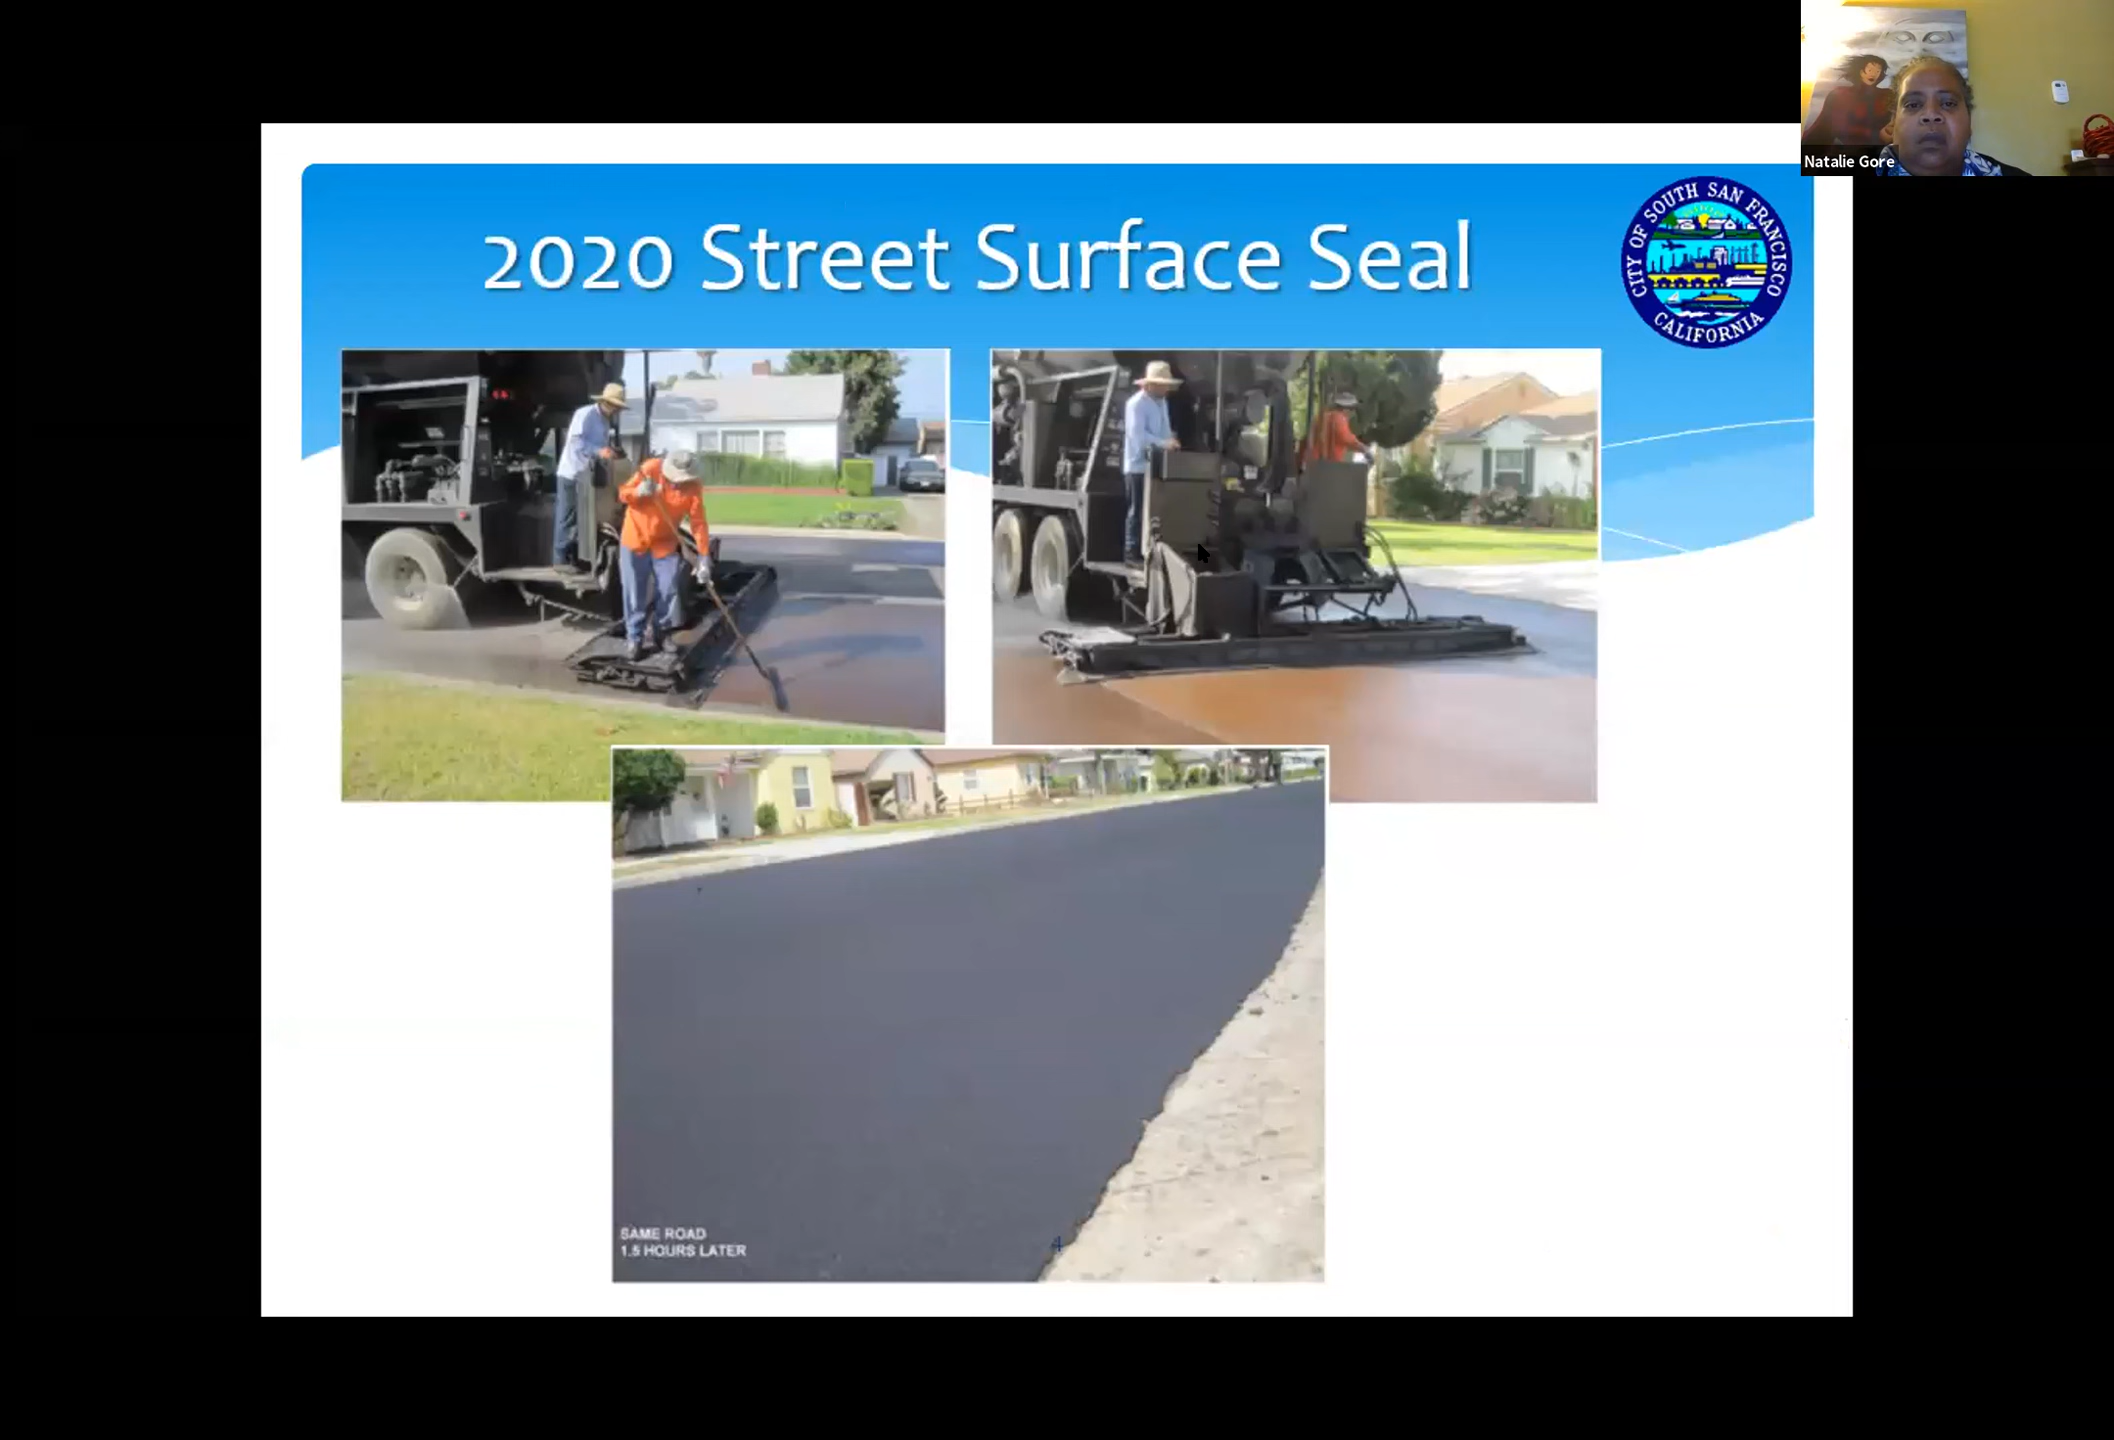 Natalie Gore
2020 Street Surface Seal
CITY OF SOUTH SAN FRANCISCO
CALIFORNIA
SAME ROAD
1.5 HOURS LATER
4